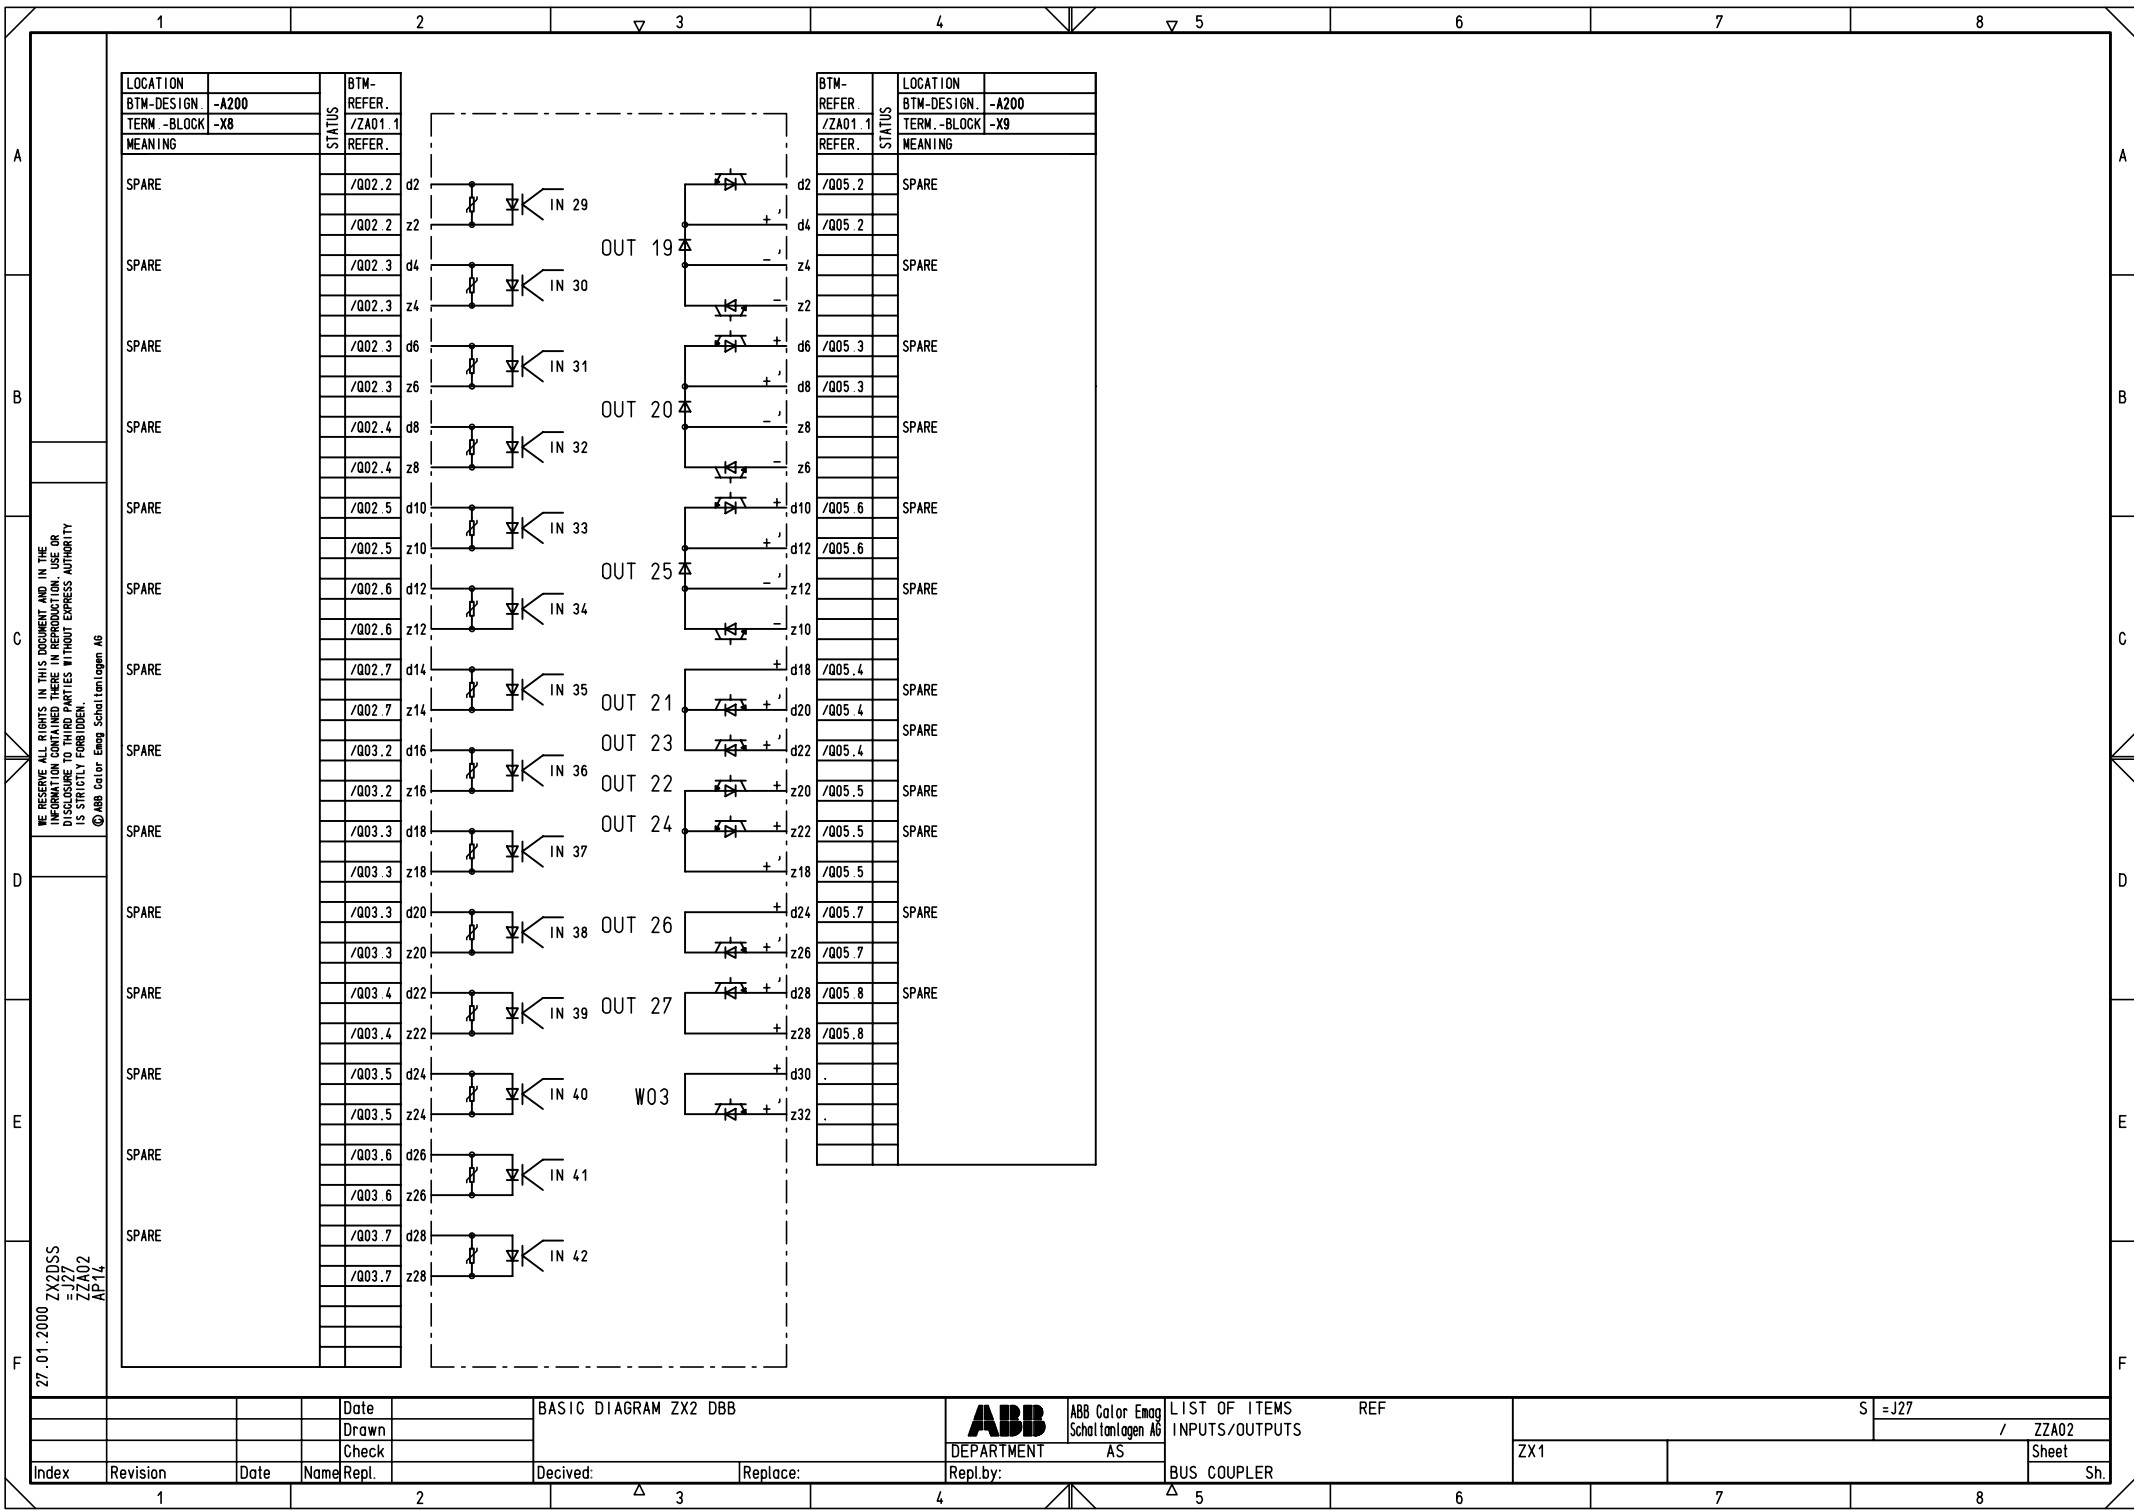 1 2 3 4 5 6 7 8
LOCATION
BTM-DESIGN. -A200
TERM.-BLOCK -X8
MEANING
STATUS
BTM-
REFER.
/ZA01.1
REFER.
SPARE /Q02.2 d2
/Q02.2 z2
IN 29
SPARE /Q02.3 d4
/Q02.3 z4
IN 30
SPARE /Q02.3 d6
/Q02.3 z6
IN 31
SPARE /Q02.4 d8
/Q02.4 z8
IN 32
SPARE /Q02.5 d10
/Q02.5 z10
IN 33
SPARE /Q02.6 d12
/Q02.6 z12
IN 34
SPARE /Q02.7 d14
/Q02.7 z14
IN 35
SPARE /Q03.2 d16
/Q03.2 z16
IN 36
SPARE /Q03.3 d18
/Q03.3 z18
IN 37
SPARE /Q03.3 d20
/Q03.3 z20
IN 38
SPARE /Q03.4 d22
/Q03.4 z22
IN 39
SPARE /Q03.5 d24
/Q03.5 z24
IN 40
SPARE /Q03.6 d26
/Q03.6 z26
IN 41
SPARE /Q03.7 d28
/Q03.7 z28
IN 42
BTM-
REFER.
/ZA01.1
REFER.
STATUS
LOCATION
BTM-DESIGN. -A200
TERM.-BLOCK -X9
MEANING
OUT 19
d2 /Q05.2 SPARE
+' d4 /Q05.2
-' z4 SPARE
- z2
OUT 20
+ d6 /Q05.3 SPARE
+' d8 /Q05.3
-' z8 SPARE
- z6
OUT 25
+ d10 /Q05.6 SPARE
+' d12 /Q05.6
-' z12 SPARE
- z10
+ d18 /Q05.4
SPARE
OUT 21 +' d20 /Q05.4
SPARE
OUT 23 +' d22 /Q05.4
OUT 22 + z20 /Q05.5 SPARE
OUT 24 + z22 /Q05.5 SPARE
+' z18 /Q05.5
OUT 26
+ d24 /Q05.7 SPARE
+' z26 /Q05.7
OUT 27
+' d28 /Q05.8 SPARE
+ z28 /Q05.8
W03
+ d30 .
+' z32 .
A A
B B
C C
D D
E E
F F
WE RESERVE ALL RIGHTS IN THIS DOCUMENT AND IN THE
INFORMATION CONTAINED THERE IN REPRODUCTION. USE OR
DISCLOSURE TO THIRD PARTIES WITHOUT EXPRESS AUTHORITY
IS STRICTLY FORBIDDEN.
© ABB Calor Emag Schaltanlagen AG
27.01.2000
ZX2DSS
=J27
ZZA02
AP14
Date
Drawn
Check
Index Revision Date Name Repl.
BASIC DIAGRAM ZX2 DBB
Decived: Replace:
ABB
ABB Calor Emag
Schaltanlagen AG
DEPARTMENT AS
Repl.by:
LIST OF ITEMS REF
INPUTS/OUTPUTS
BUS COUPLER
ZX1
S =J27
/ ZZA02
Sheet
Sh.
1 2 3 4 5 6 7 8